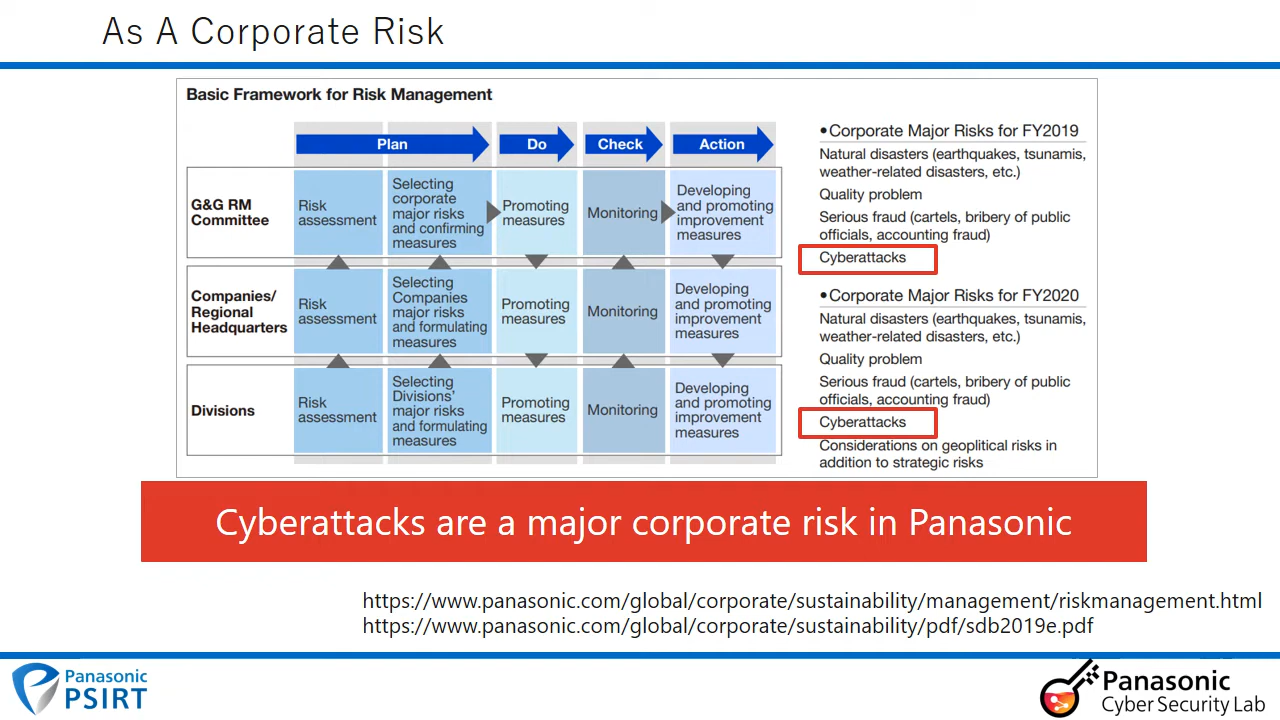 As A Corporate Risk
Basic Framework for Risk Management
Plan
Do
Check
Action
G&G RM
Committee
Risk
assessment
Selecting
corporate
major risks
and confirming
measures
Promoting
measures
Monitoring
Developing
and promoting
improvement
measures
Companies/
Regional
Headquarters
Risk
assessment
Selecting
Companies
major risks
and formulating
measures
Promoting
measures
Monitoring
Developing
and promoting
improvement
measures
Divisions
Risk
assessment
Selecting
Divisions'
major risks
and formulating
measures
Promoting
measures
Monitoring
Developing
and promoting
improvement
measures
•Corporate Major Risks for FY2019
Natural disasters (earthquakes, tsunamis,
weather-related disasters, etc.)
Quality problem
Serious fraud (cartels, bribery of public
officials, accounting fraud)
Cyberattacks
•Corporate Major Risks for FY2020
Natural disasters (earthquakes, tsunamis,
weather-related disasters, etc.)
Quality problem
Serious fraud (cartels, bribery of public
officials, accounting fraud)
Cyberattacks
Considerations on geoplitical risks in
addition to strategic risks
Cyberattacks are a major corporate risk in Panasonic
https://www.panasonic.com/global/corporate/sustainability/management/riskmanagement.html
https://www.panasonic.com/global/corporate/sustainability/pdf/sdb2019e.pdf
Panasonic
PSIRT
Panasonic
Cyber Security Lab